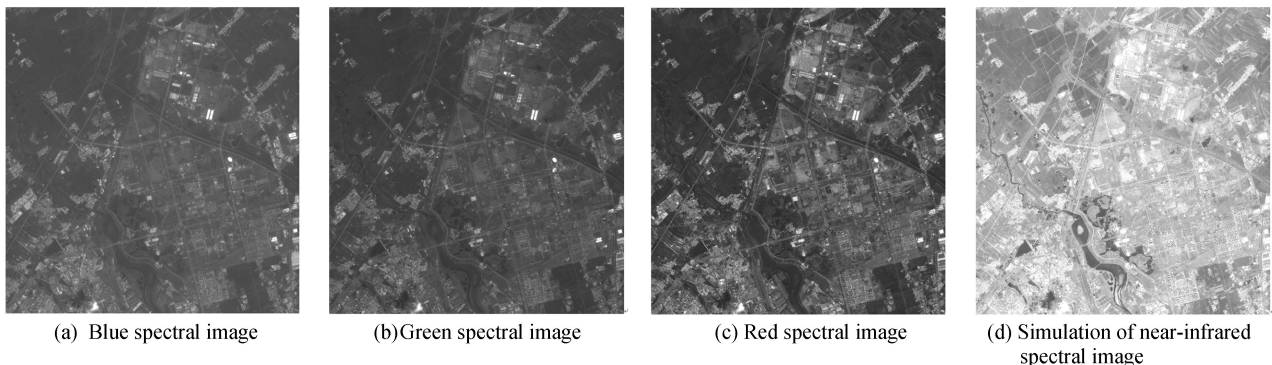 (a) Blue spectral image
(b)Green spectral image
(c) Red spectral image
(d) Simulation of near-infrared
spectral image